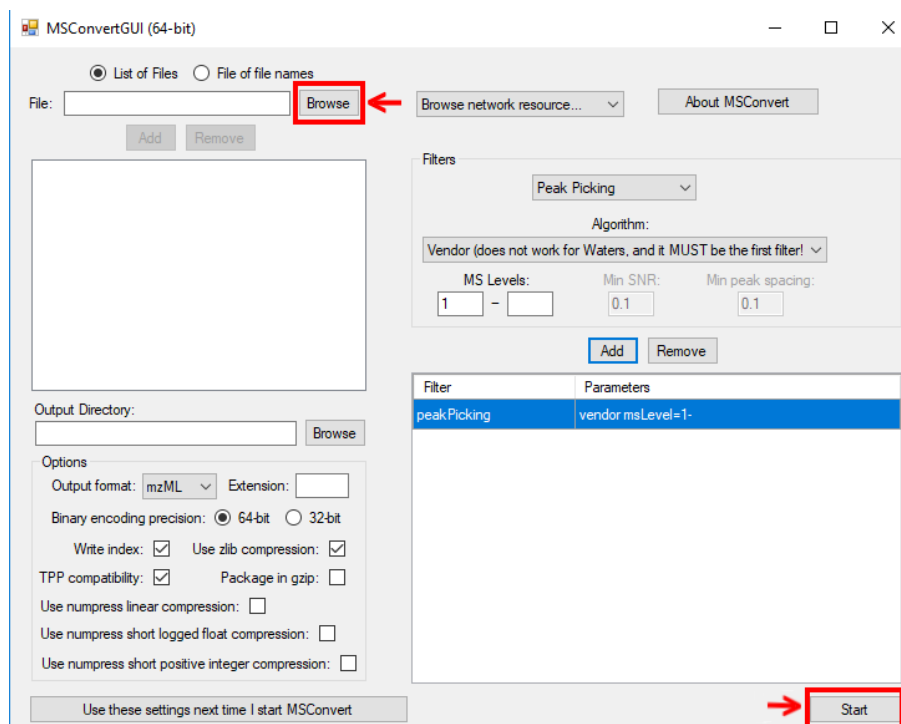 MSConvertGUI (64-bit)
List of Files File of file names
File: Browse
Browse network resource... About MSConvert
Add Remove
Filters
Peak Picking
Algorithm:
Vendor (does not work for Waters, and it MUST be the first filter!
MS Levels: Min SNR: Min peak spacing:
1 - 0.1 0.1
Add Remove
Filter Parameters
peakPicking vendor msLevel=1-
Output Directory:
Browse
Options
Output format: mzML Extension:
Binary encoding precision: 64-bit 32-bit
Write index: Use zlib compression:
TPP compatibility: Package in gzip:
Use numpress linear compression:
Use numpress short logged float compression:
Use numpress short positive integer compression:
Use these settings next time I start MSConvert
Start